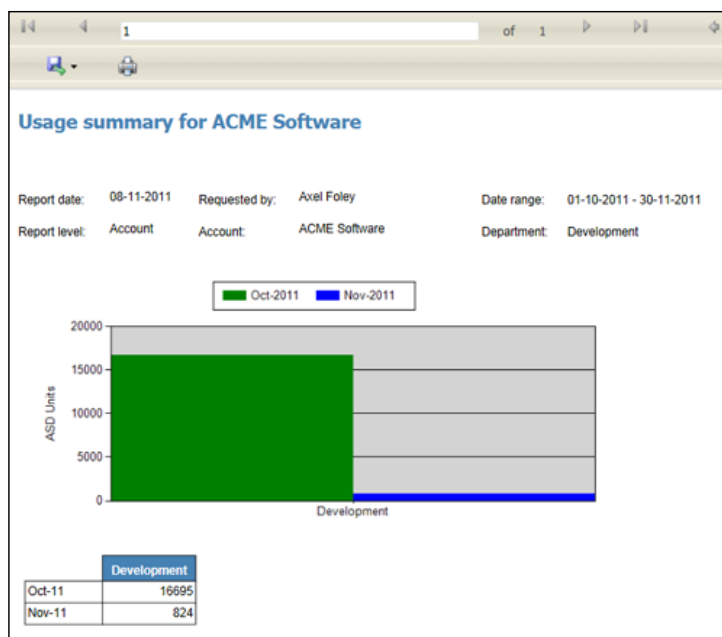 1 of 1
Usage summary for ACME Software
Report date: 08-11-2011 Requested by: Axel Foley Date range: 01-10-2011 - 30-11-2011
Report level: Account Account: ACME Software Department: Development
Oct-2011 Nov-2011
20000
15000
10000
5000
0
ASD Units
Development
Development
Oct-11 16695
Nov-11 824